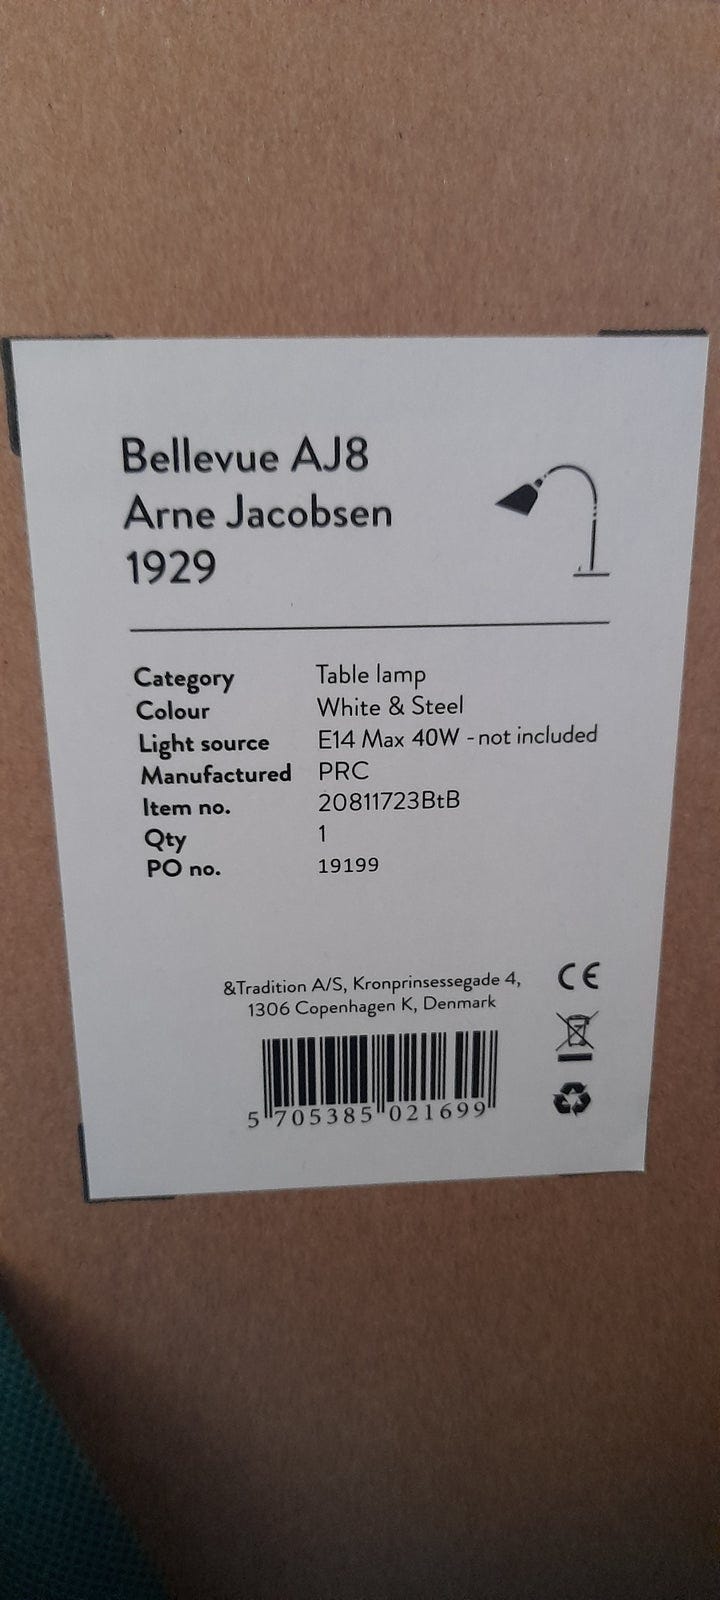 Bellevue AJ8
Arne Jacobsen
1929
Category Table lamp
Colour White & Steel
Light source E14 Max 40W - not included
Manufactured PRC
Item no. 20811723BtB
Qty 1
PO no. 19199
&Tradition A/S, Kronprinsessegade 4,
1306 Copenhagen K, Denmark
CE
5 705385 021699